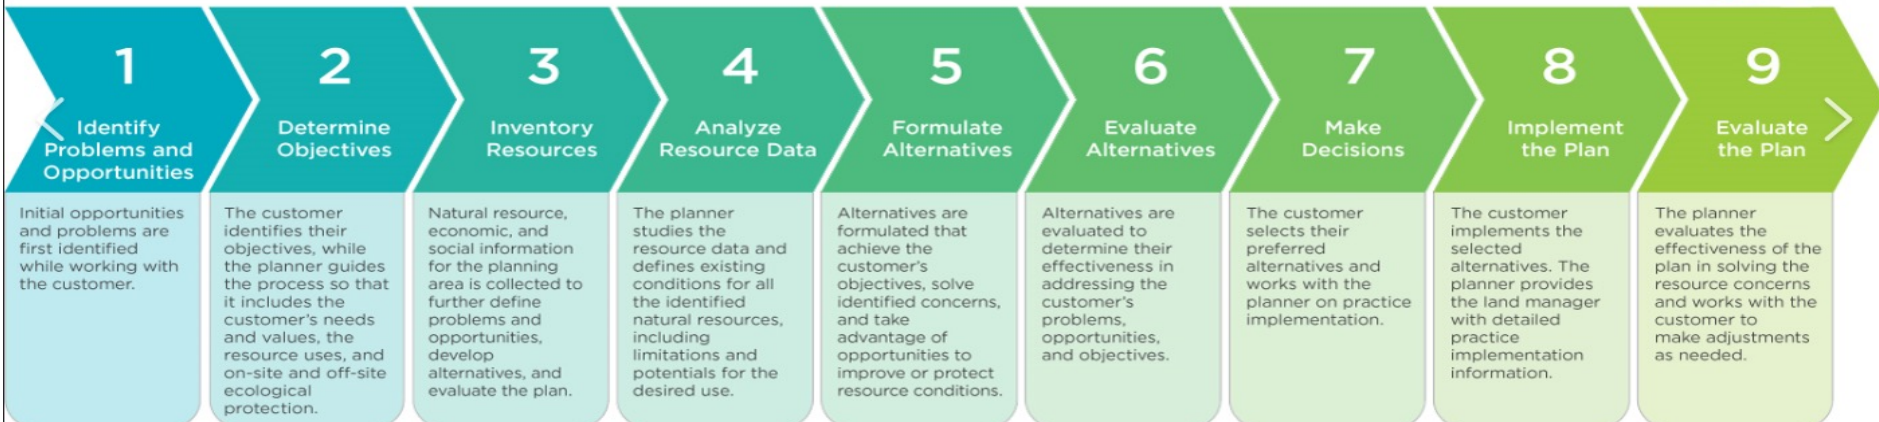 1
Identify
Problems and
Opportunities
Initial opportunities
and problems are
first identified
while working with
the customer.
2
Determine
Objectives
The customer
identifies their
objectives, while
the planner guides
the process so that
it includes the
customer's needs
and values, the
resource uses, and
on-site and off-site
ecological
protection.
3
Inventory
Resources
Natural resource,
economic, and
social information
for the planning
area is collected to
further define
problems and
opportunities,
develop
alternatives, and
evaluate the plan.
4
Analyze
Resource Data
The planner
studies the
resource data and
defines existing
conditions for all
the identified
natural resources,
including
limitations and
potentials for the
desired use.
5
Formulate
Alternatives
Alternatives are
formulated that
achieve the
customer's
objectives, solve
identified concerns,
and take
advantage of
opportunities to
improve or protect
resource conditions.
6
Evaluate
Alternatives
Alternatives are
evaluated to
determine their
effectiveness in
addressing the
customer's
problems,
opportunities,
and objectives.
7
Make
Decisions
The customer
selects their
preferred
alternatives and
works with the
planner on practice
implementation.
8
Implement
the Plan
The customer
implements the
selected
alternatives. The
planner provides
the land manager
with detailed
practice
implementation
information.
9
Evaluate
the Plan
The planner
evaluates the
effectiveness of the
plan in solving the
resource concerns
and works with the
customer to
make adjustments
as needed.